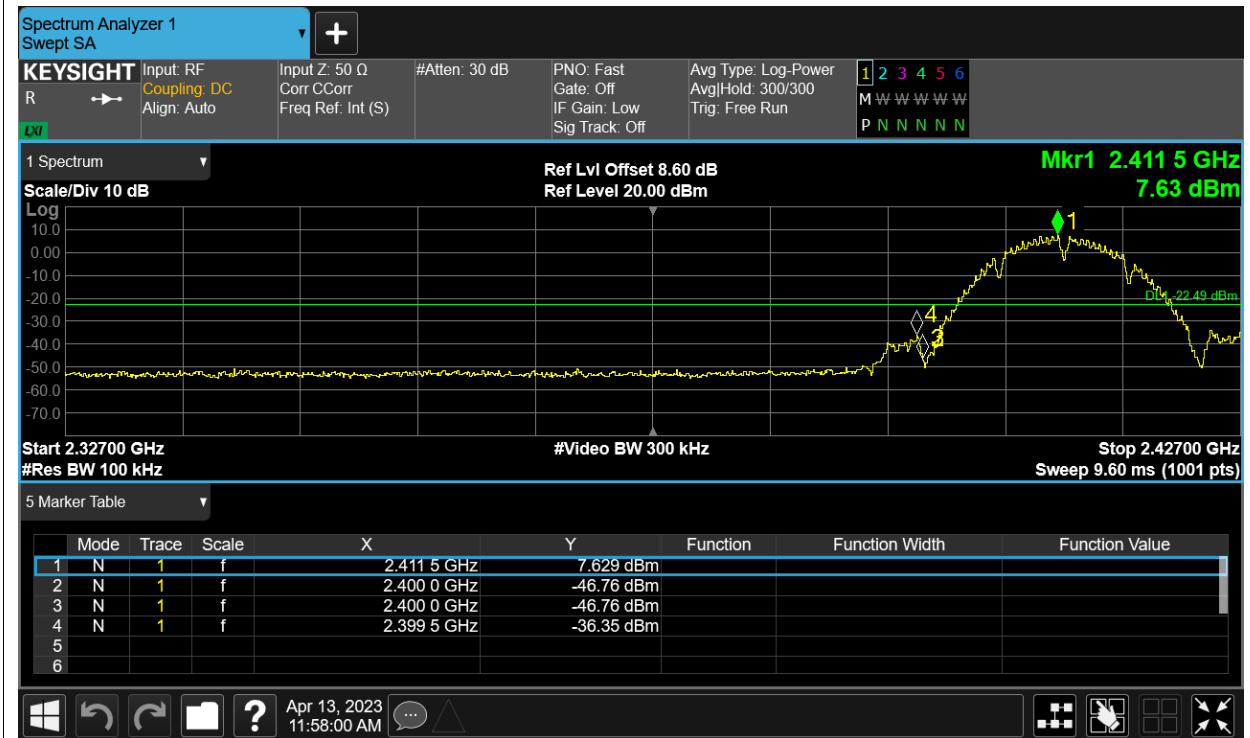 Spectrum Analyzer 1
Swept SA
+
KEYSIGHT Input: RF Input Z: 50 Ω #Atten: 30 dB PNO: Fast Avg Type: Log-Power 1 2 3 4 5 6
R Coupling: DC Corr CCorr Gate: Off Avg|Hold: 300/300 M W W W W W W
Align: Auto Freq Ref: Int (S) IF Gain: Low Trig: Free Run
LXI Sig Track: Off P N N N N N N
1 Spectrum Ref Lvl Offset 8.60 dB Mkr1 2.411 5 GHz
Scale/Div 10 dB Ref Level 20.00 dBm 7.63 dBm
Log
1
10.0
0.00
-10.0
-20.0
DL1 -22.49 dBm
-30.0
4
-40.0
3
-50.0
-60.0
-70.0
Start 2.32700 GHz #Video BW 300 kHz Stop 2.42700 GHz
#Res BW 100 kHz Sweep 9.60 ms (1001 pts)
5 Marker Table
Mode Trace Scale X Y Function Function Width Function Value
1 N 1 f 2.411 5 GHz 7.629 dBm
2 N 1 f 2.400 0 GHz -46.76 dBm
3 N 1 f 2.400 0 GHz -46.76 dBm
4 N 1 f 2.399 5 GHz -36.35 dBm
5
6
? Apr 13, 2023
11:58:00 AM